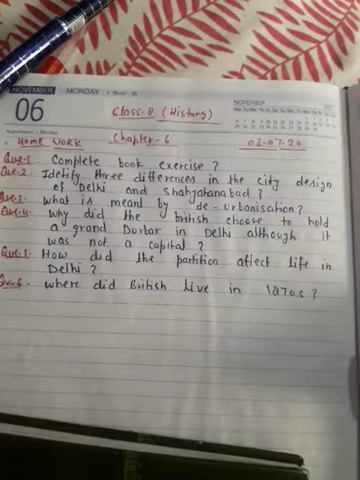 NOVEMBER MONDAY
06
Class-8 (History)
NOVEMBER
HOME WORK Chapter-6 02-07-20
Que-1 Complete book exercise ?
Que-2 Idetify three differences in the city design
of Delhi and Shahjahanabad ?
Que-3 What is meant by de-urbanisation ?
Que-4 Why did the british choose to hold
a grand Durbar in Delhi although it
was not a capital ?
Que-5 How did the partition affect life in
Delhi ?
Que-6 where did British live in 1870s ?